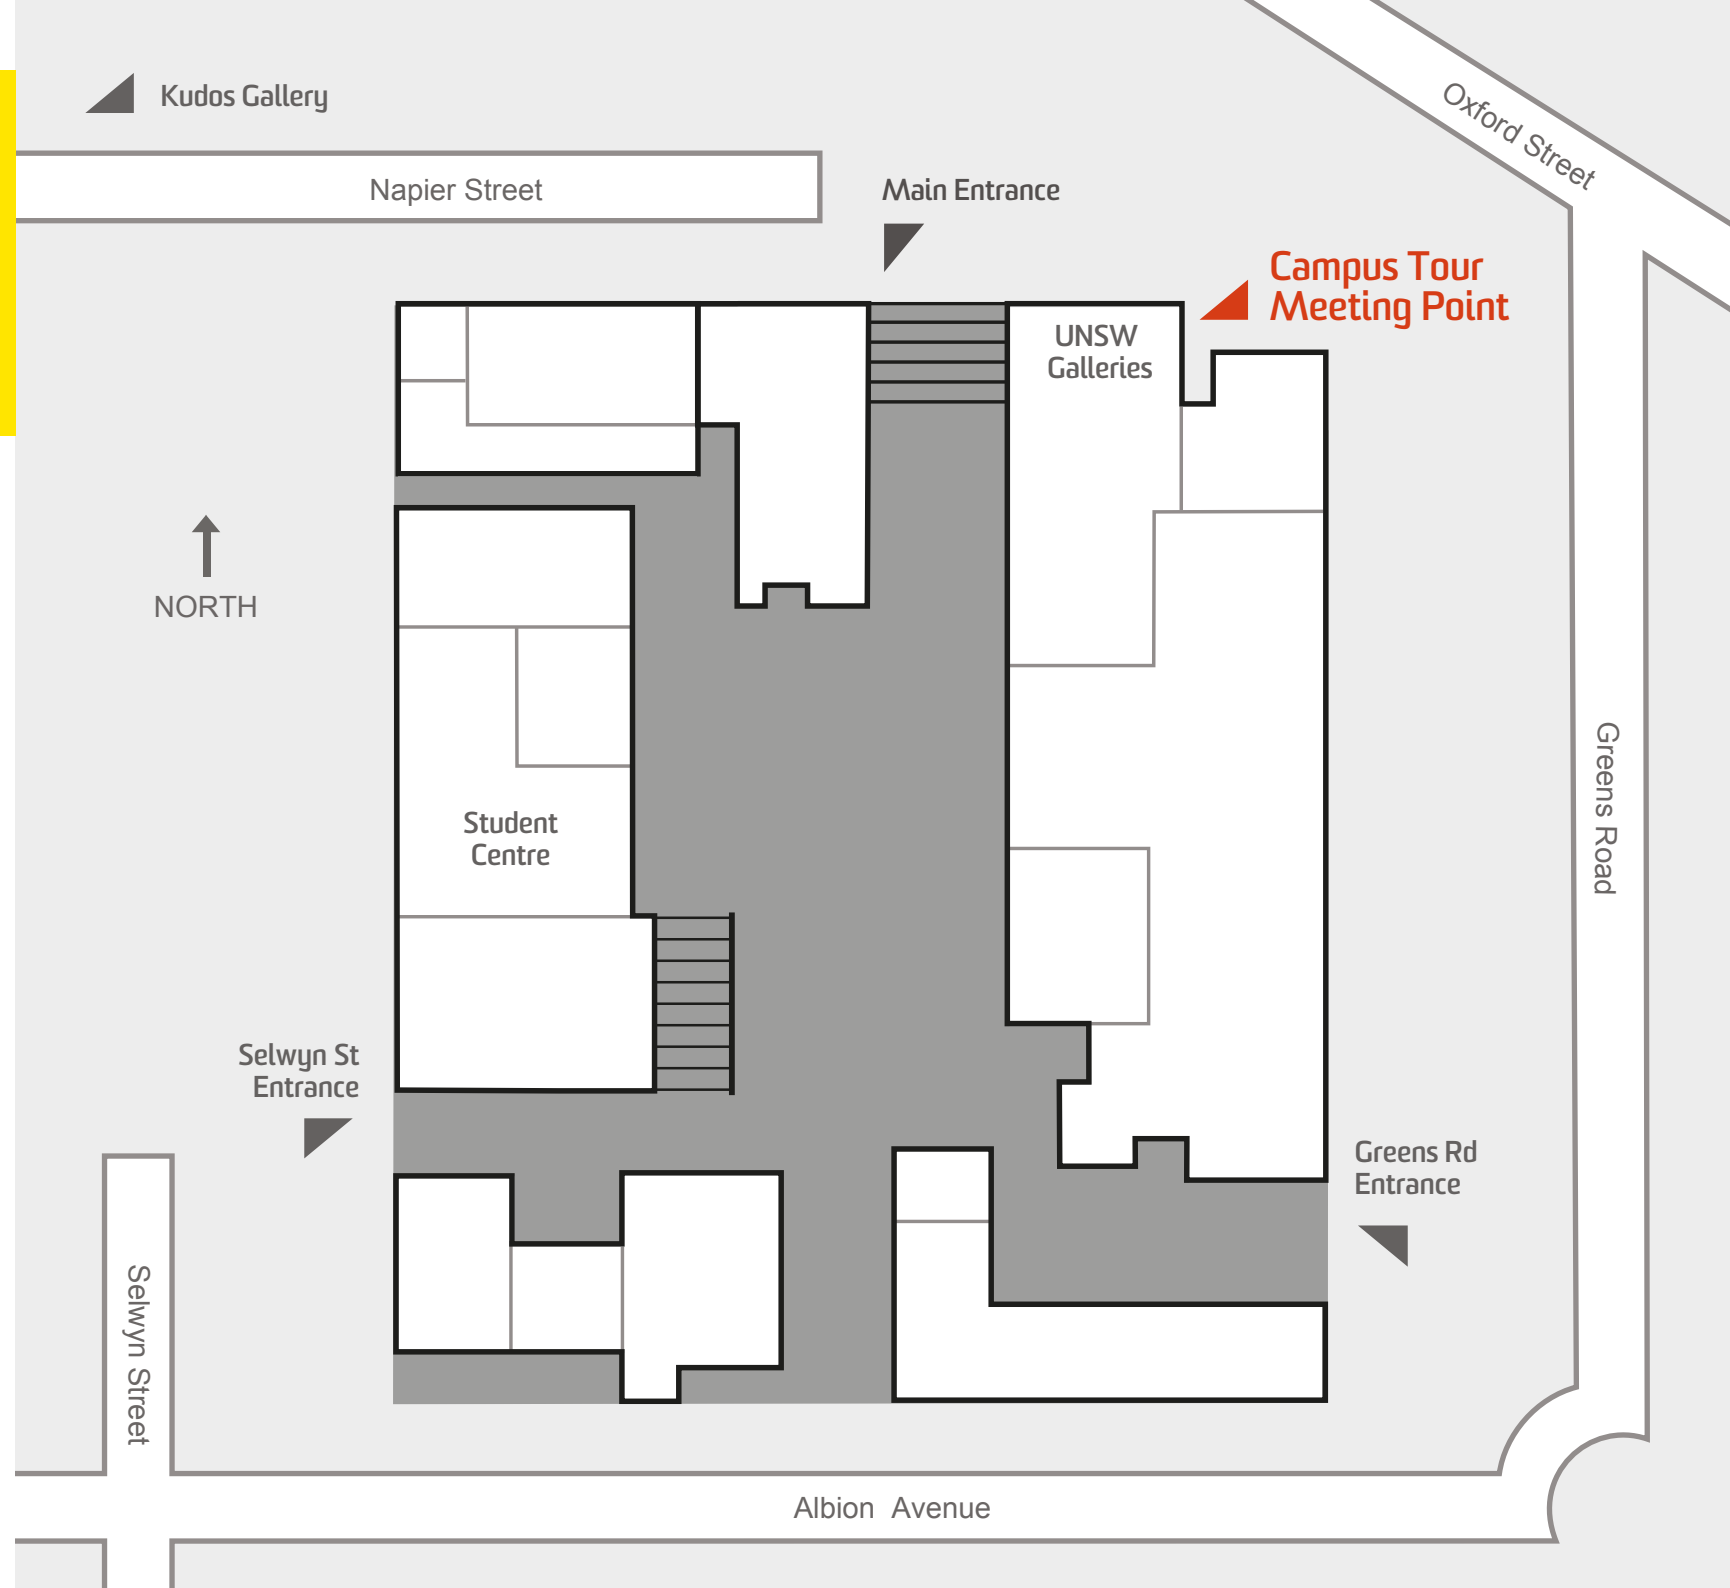 Kudos Gallery
Oxford Street
Napier Street
Main Entrance
Campus Tour
Meeting Point
UNSW
Galleries
NORTH
Greens Road
Student
Centre
Selwyn St
Entrance
Greens Rd
Entrance
Selwyn Street
Albion Avenue